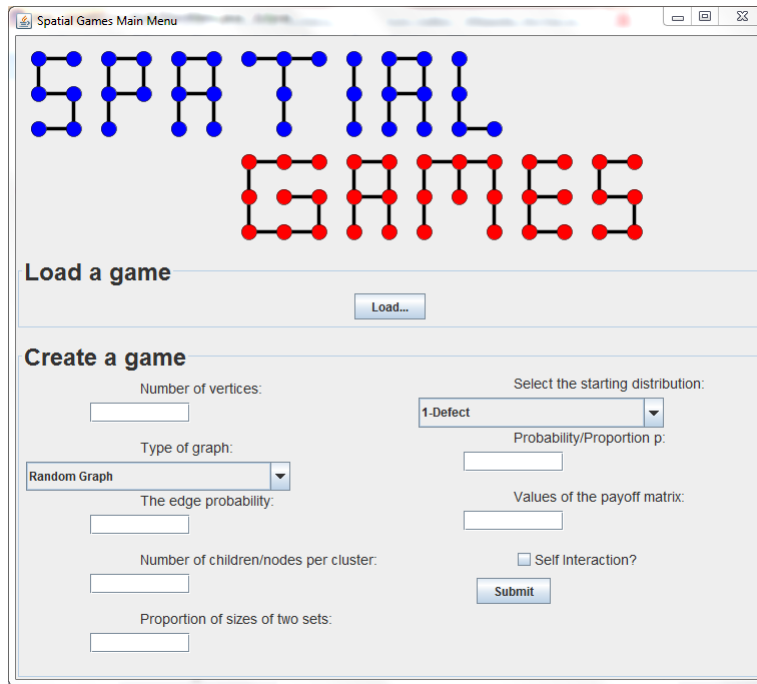 Spatial Games Main Menu
SPATIAL
GAMES
Load a game
Load...
Create a game
Number of vertices:
Type of graph:
Random Graph
The edge probability:
Number of children/nodes per cluster:
Proportion of sizes of two sets:
Select the starting distribution:
1-Defect
Probability/Proportion p:
Values of the payoff matrix:
Self Interaction?
Submit